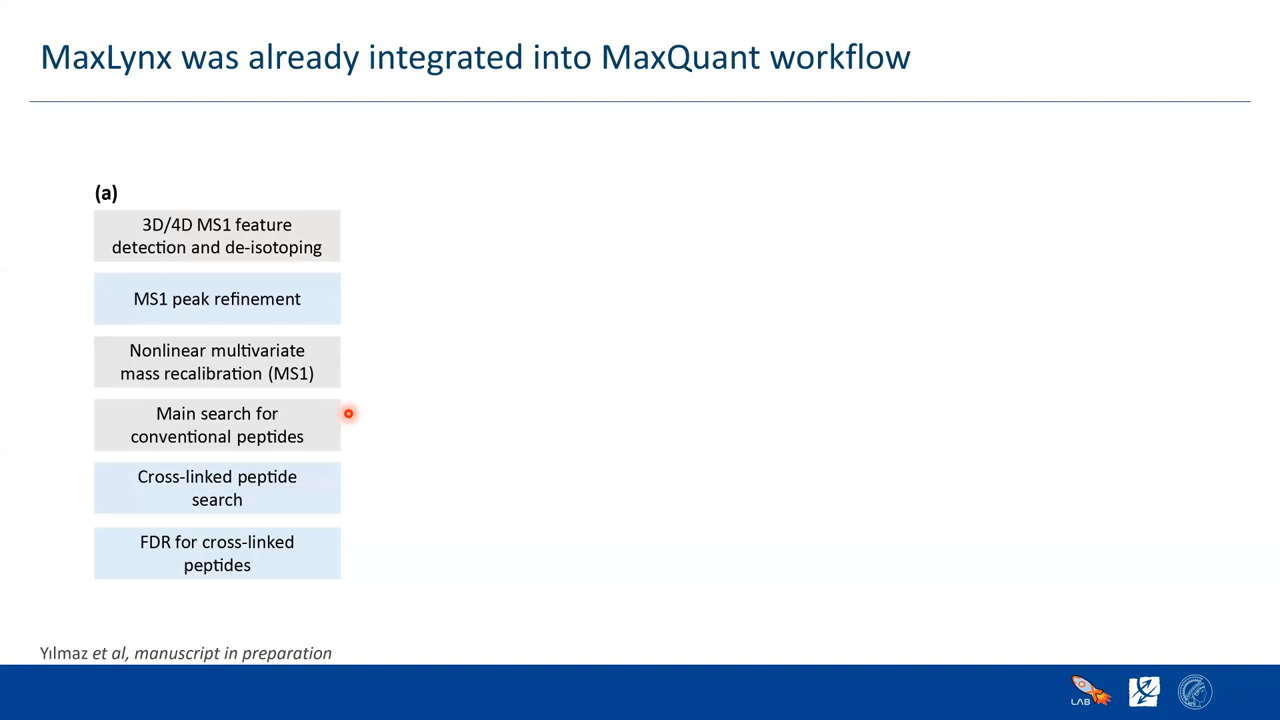 MaxLynx was already integrated into MaxQuant workflow
(a)
3D/4D MS1 feature
detection and de-isotoping
MS1 peak refinement
Nonlinear multivariate
mass recalibration (MS1)
Main search for
conventional peptides
Cross-linked peptide
search
FDR for cross-linked
peptides
Yılmaz et al, manuscript in preparation
LAB